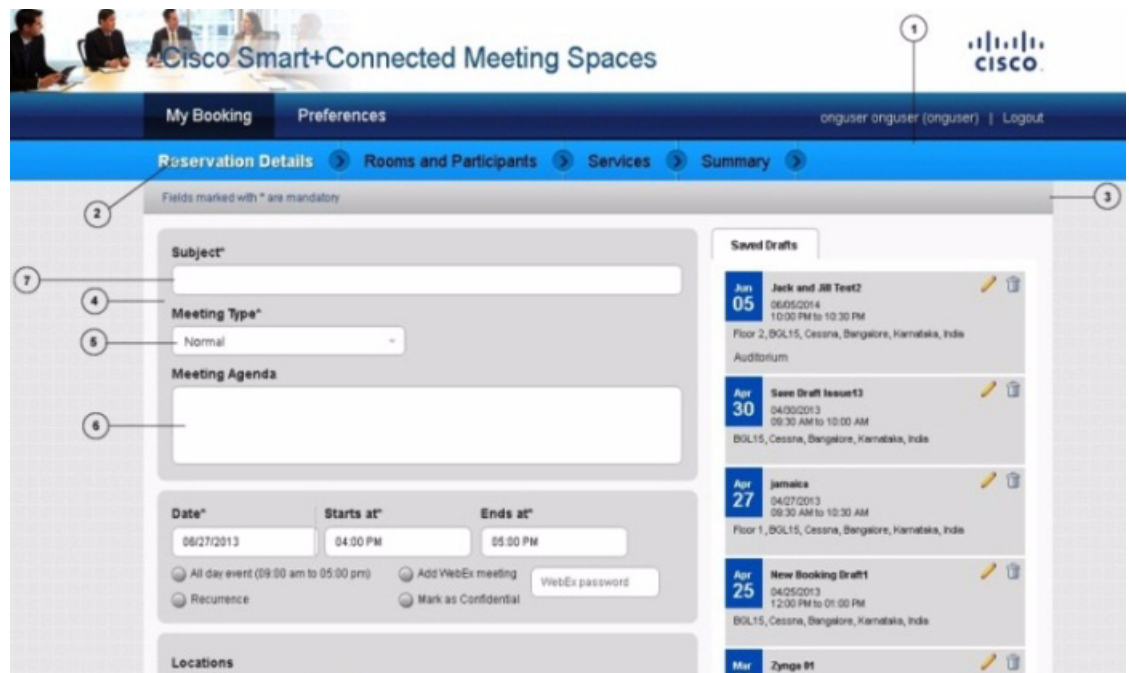 1
Cisco Smart+Connected Meeting Spaces
CISCO
My Booking Preferences
onguser onguser (onguser) | Logout
Reservation Details Rooms and Participants Services Summary
2
Fields marked with * are mandatory
3
Subject*
7
4
Meeting Type*
5
Normal
Meeting Agenda
6
Date* Starts at* Ends at*
06/27/2013 04:00 PM 05:00 PM
All day event (09:00 am to 05:00 pm) Add WebEx meeting WebEx password
Recurrence Mark as Confidential
Locations
Saved Drafts
Jun
05
Jack and Jill Test2
06/05/2014
10:00 PM to 10:30 PM
Floor 2, BGL15, Cessna, Bangalore, Karnataka, India
Auditorium
Apr
30
Save Draft Issue13
04/30/2013
09:30 AM to 10:00 AM
BGL15, Cessna, Bangalore, Karnataka, India
Apr
27
jamaica
04/27/2013
09:30 AM to 10:30 AM
Floor 1, BGL15, Cessna, Bangalore, Karnataka, India
Apr
25
New Booking Draft1
04/25/2013
12:00 PM to 01:00 PM
BGL15, Cessna, Bangalore, Karnataka, India
Mar
Zynga 01